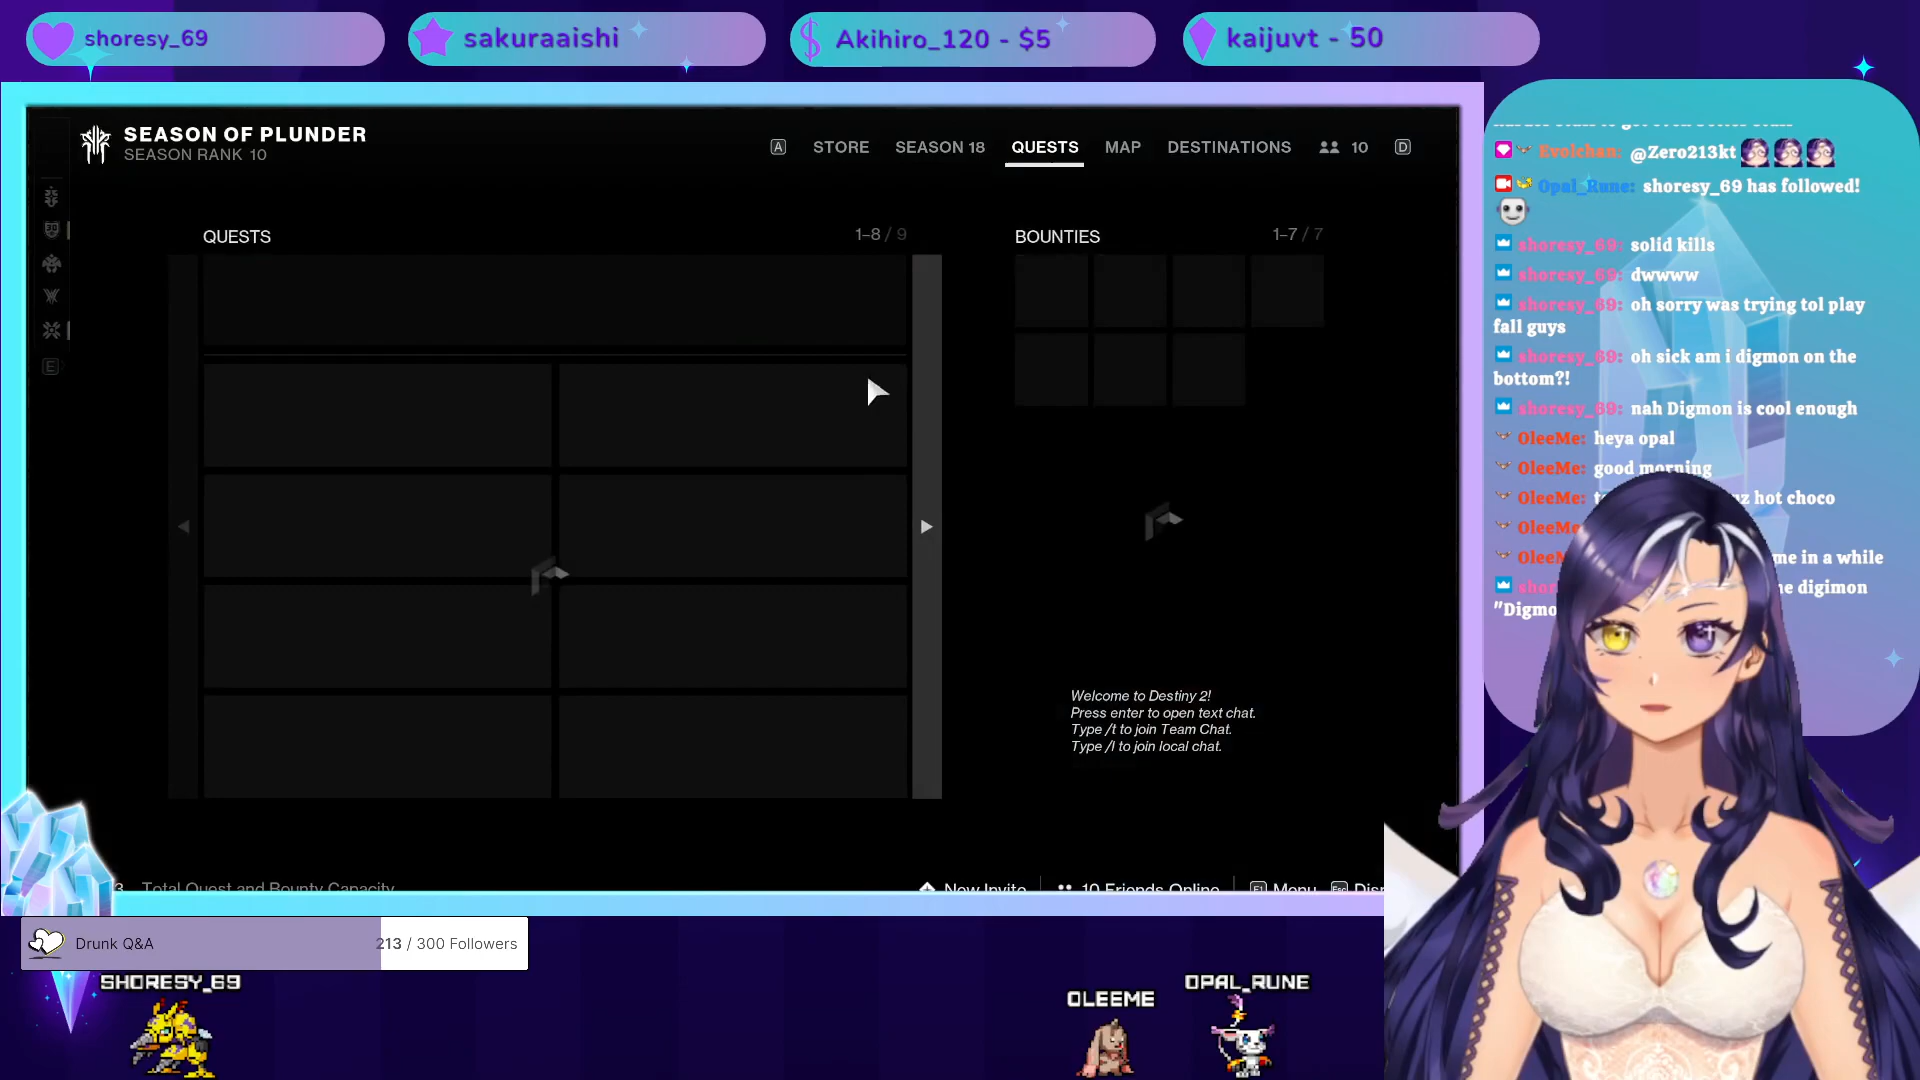 shoresy_69
sakuraaishi
Akihiro_120 - $5
kaijuvt - 50
SEASON OF PLUNDER
SEASON RANK 10
A
STORE
SEASON 18
QUESTS
MAP
DESTINATIONS
10
D
E
QUESTS
1–8 / 9
BOUNTIES
1–7 / 7
Welcome to Destiny 2!
Press enter to open text chat.
Type /t to join Team Chat.
Type /l to join local chat.
3 Total Quest and Bounty Capacity
New Invite
10 Friends Online
F1 Menu
Esc
Evolchan: @Zero213kt
Opal_Rune: shoresy_69 has followed!
shoresy_69: solid kills
shoresy_69: dwwww
shoresy_69: oh sorry was trying tol play
fall guys
shoresy_69: oh sick am i digmon on the
bottom?!
shoresy_69: nah Digmon is cool enough
OleeMe: heya opal
OleeMe: good morning
OleeMe: hot choco
OleeMe
me in a while
digimon
Drunk Q&A
213 / 300 Followers
SHORESY_69
OLEEME
OPAL_RUNE